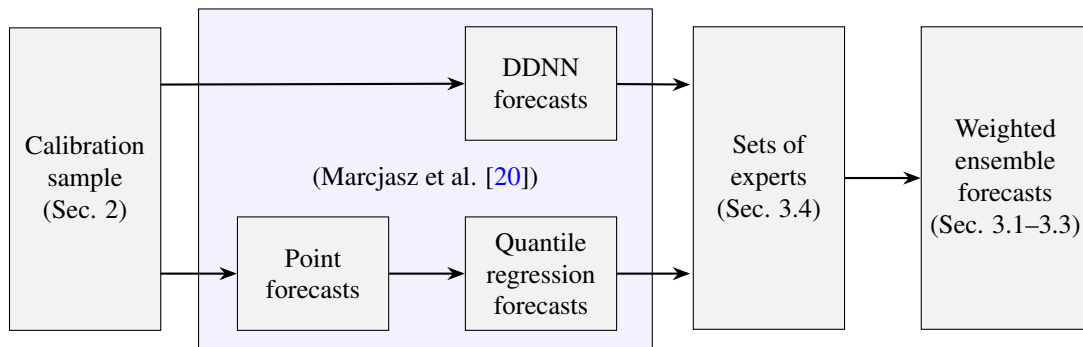 Calibration
sample
(Sec. 2)
DDNN
forecasts
(Marcjasz et al. [20])
Point
forecasts
Quantile
regression
forecasts
Sets of
experts
(Sec. 3.4)
Weighted
ensemble
forecasts
(Sec. 3.1–3.3)